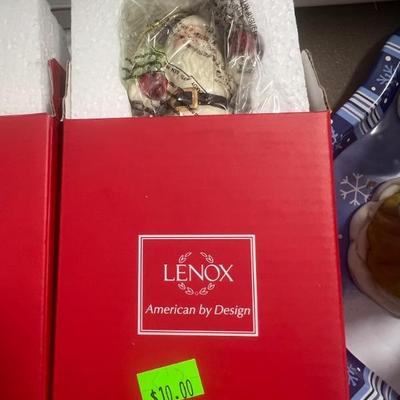 LENOX
American by Design
$10.00